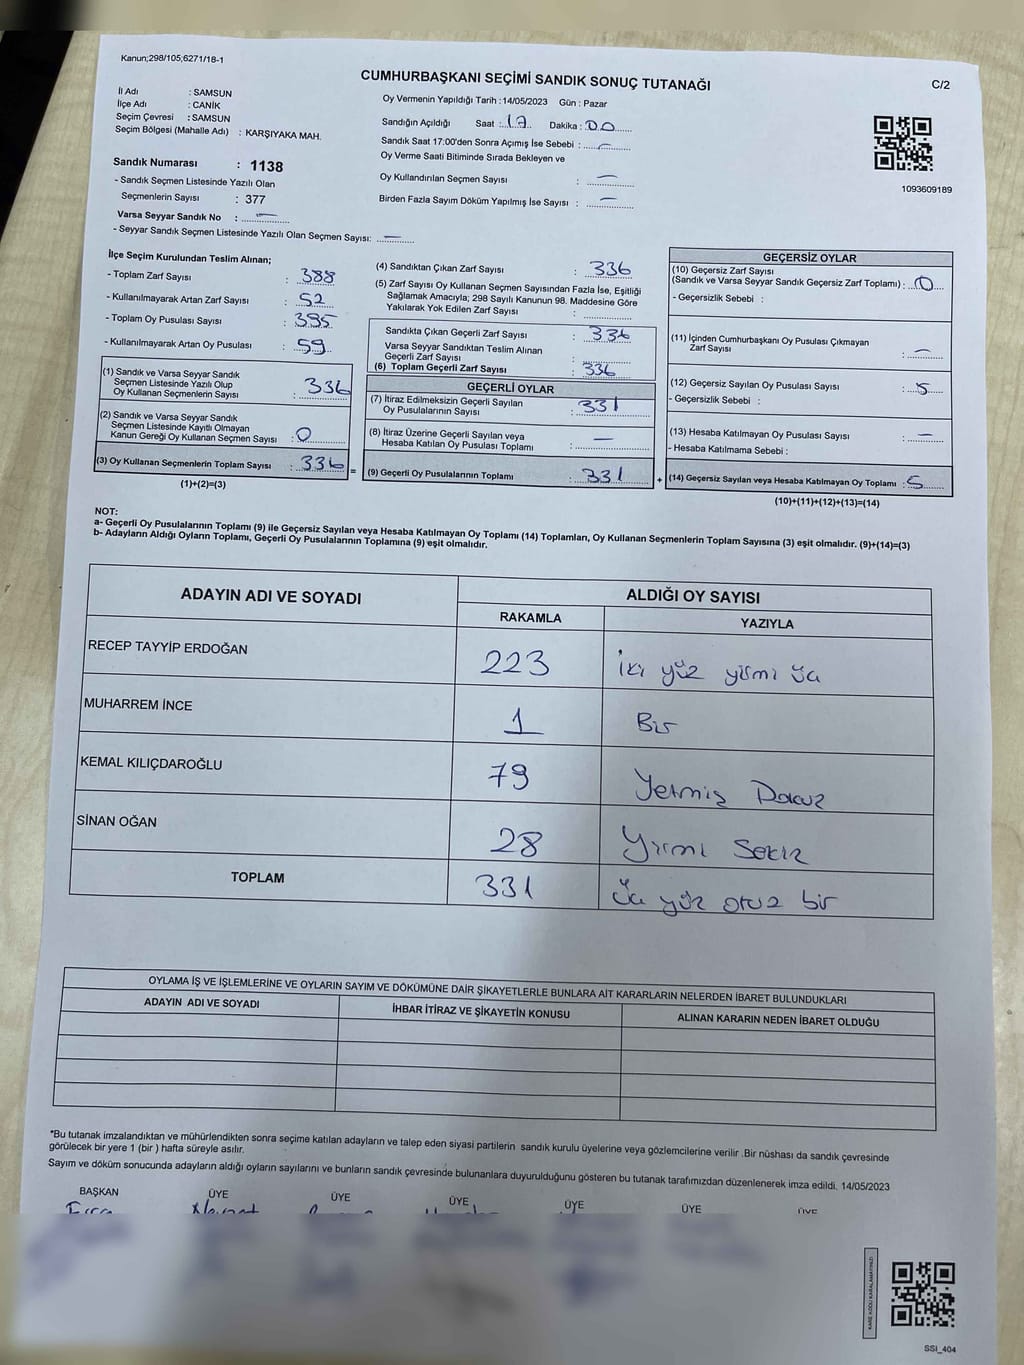 Kanun;298/105;6271/18-1
CUMHURBAŞKANI SEÇİMİ SANDIK SONUÇ TUTANAĞI
C/2
İl Adı : SAMSUN
İlçe Adı : CANİK
Seçim Çevresi : SAMSUN
Seçim Bölgesi (Mahalle Adı) : KARŞIYAKA MAH.
Sandık Numarası : 1138
- Sandık Seçmen Listesinde Yazılı Olan
Seçmenlerin Sayısı : 377
Varsa Seyyar Sandık No : —
- Seyyar Sandık Seçmen Listesinde Yazılı Olan Seçmen Sayısı: —
Oy Vermenin Yapıldığı Tarih : 14/05/2023 Gün : Pazar
Sandığın Açıldığı Saat : 17 Dakika : 00
Sandık Saat 17:00'den Sonra Açımış İse Sebebi : —
Oy Verme Saati Bitiminde Sırada Bekleyen ve
Oy Kullandırılan Seçmen Sayısı : —
Birden Fazla Sayım Döküm Yapılmış İse Sayısı : —
1093609189
İlçe Seçim Kurulundan Teslim Alınan;
- Toplam Zarf Sayısı : 388
- Kullanılmayarak Artan Zarf Sayısı : 52
- Toplam Oy Pusulası Sayısı : 395
- Kullanılmayarak Artan Oy Pusulası : 59
(1) Sandık ve Varsa Seyyar Sandık
Seçmen Listesinde Yazılı Olup
Oy Kullanan Seçmenlerin Sayısı : 336
(2) Sandık ve Varsa Seyyar Sandık
Seçmen Listesinde Kayıtlı Olmayan
Kanun Gereği Oy Kullanan Seçmen Sayısı : 0
(3) Oy Kullanan Seçmenlerin Toplam Sayısı : 336 =
(1)+(2)=(3)
(4) Sandıktan Çıkan Zarf Sayısı : 336
(5) Zarf Sayısı Oy Kullanan Seçmen Sayısından Fazla İse, Eşitliği
Sağlamak Amacıyla; 298 Sayılı Kanunun 98. Maddesine Göre
Yakılarak Yok Edilen Zarf Sayısı :
Sandıkta Çıkan Geçerli Zarf Sayısı : 336
Varsa Seyyar Sandıktan Teslim Alınan
Geçerli Zarf Sayısı :
(6) Toplam Geçerli Zarf Sayısı : 336
GEÇERLİ OYLAR
(7) İtiraz Edilmeksizin Geçerli Sayılan
Oy Pusulalarının Sayısı : 331
(8) İtiraz Üzerine Geçerli Sayılan veya
Hesaba Katılan Oy Pusulası Toplamı : —
(9) Geçerli Oy Pusulalarının Toplamı : 331 +
GEÇERSİZ OYLAR
(10) Geçersiz Zarf Sayısı
(Sandık ve Varsa Seyyar Sandık Geçersiz Zarf Toplamı) : 0
- Geçersizlik Sebebi :
(11) İçinden Cumhurbaşkanı Oy Pusulası Çıkmayan
Zarf Sayısı : —
(12) Geçersiz Sayılan Oy Pusulası Sayısı : 5
- Geçersizlik Sebebi :
(13) Hesaba Katılmayan Oy Pusulası Sayısı : —
- Hesaba Katılmama Sebebi :
(14) Geçersiz Sayılan veya Hesaba Katılmayan Oy Toplamı : 5
(10)+(11)+(12)+(13)=(14)
NOT:
a- Geçerli Oy Pusulalarının Toplamı (9) ile Geçersiz Sayılan veya Hesaba Katılmayan Oy Toplamı (14) Toplamları, Oy Kullanan Seçmenlerin Toplam Sayısına (3) eşit olmalıdır. (9)+(14)=(3)
b- Adayların Aldığı Oyların Toplamı, Geçerli Oy Pusulalarının Toplamına (9) eşit olmalıdır.
ADAYIN ADI VE SOYADI
ALDIĞI OY SAYISI
RAKAMLA YAZIYLA
RECEP TAYYİP ERDOĞAN 223 İki yüz yirmi üç
MUHARREM İNCE 1 Bir
KEMAL KILIÇDAROĞLU 79 Yetmiş Dokuz
SİNAN OĞAN 28 Yirmi Sekiz
TOPLAM 331 Üç yüz otuz bir
OYLAMA İŞ VE İŞLEMLERİNE VE OYLARIN SAYIM VE DÖKÜMÜNE DAİR ŞİKAYETLERLE BUNLARA AİT KARARLARIN NELERDEN İBARET BULUNDUKLARI
ADAYIN ADI VE SOYADI İHBAR İTİRAZ VE ŞİKAYETİN KONUSU ALINAN KARARIN NEDEN İBARET OLDUĞU
*Bu tutanak imzalandıktan ve mühürlendikten sonra seçime katılan adayların ve talep eden siyasi partilerin sandık kurulu üyelerine veya gözlemcilerine verilir .Bir nüshası da sandık çevresinde
görülecek bir yere 1 (bir ) hafta süreyle asılır.
Sayım ve döküm sonucunda adayların aldığı oyların sayılarını ve bunların sandık çevresinde bulunanlara duyurulduğunu gösteren bu tutanak tarafımızdan düzenlenerek imza edildi. 14/05/2023
BAŞKAN ÜYE ÜYE ÜYE ÜYE ÜYE ÜYE
KARE KODU KARALAMAYINIZ!
SSI_404